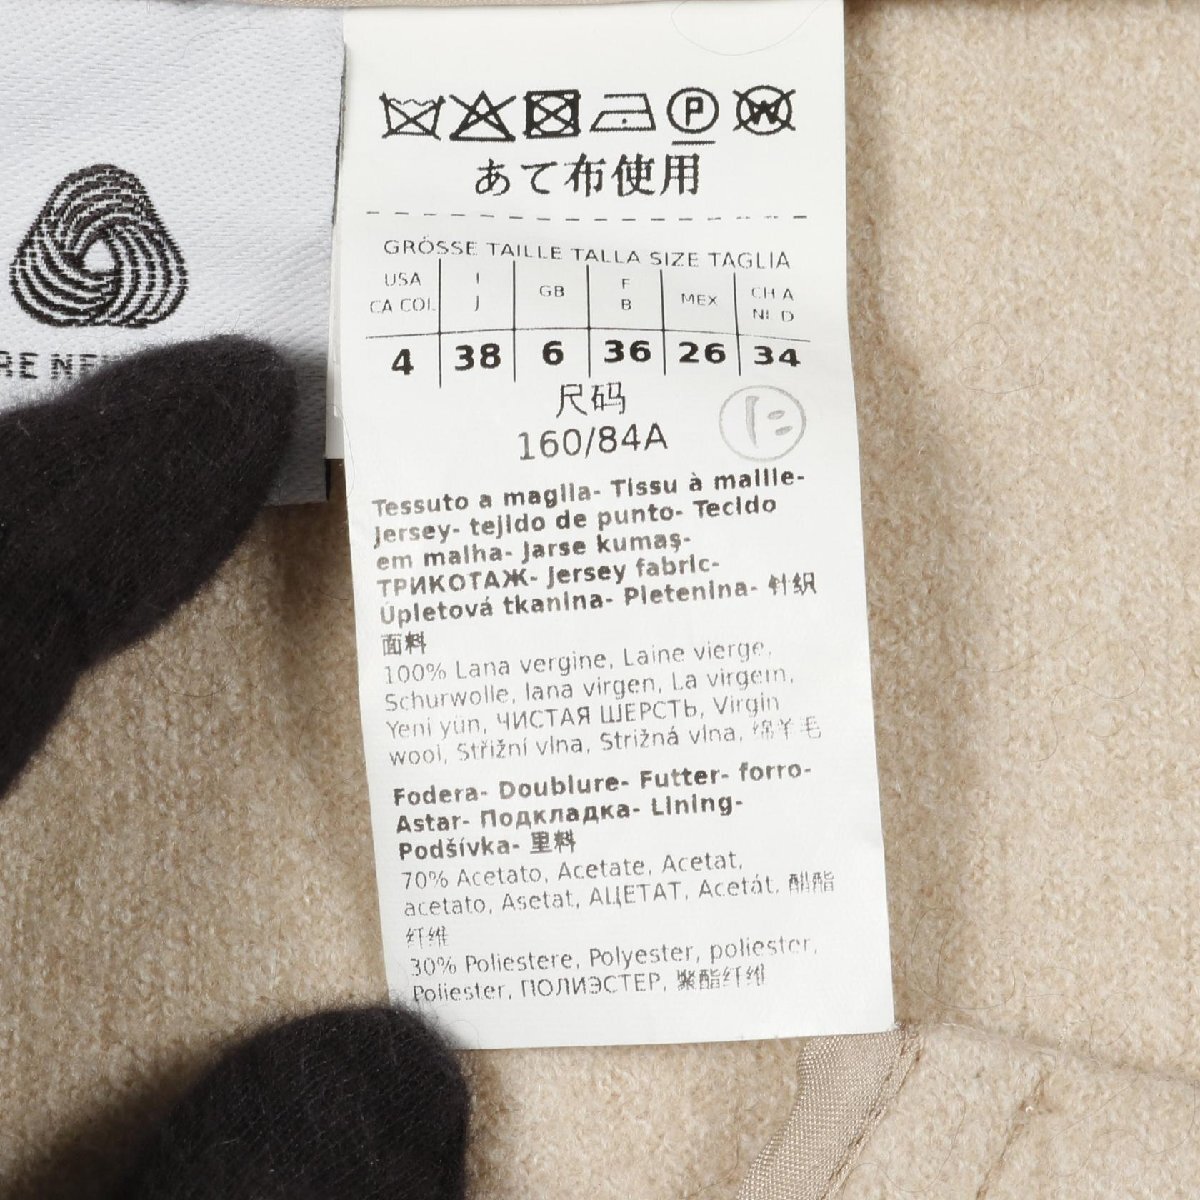 P W
あて布使用
GRÖSSE TAILLE TALLA SIZE TAGLIA
USA I GB F MEX CH A
CA COL J B NL D
4 38 6 36 26 34
尺码
160/84A
Tessuto a maglia- Tissu à maille-
Jersey- tejido de punto- Tecido
em malha- Jarse kumaş-
ТРИКОТАЖ- Jersey fabric-
Úpletová tkanina- Pletenina- 针织
面料
100% Lana vergine, Laine vierge,
Schurwolle, lana virgen, La virgem,
Yeni yün, ЧИСТАЯ ШЕРСТЬ, Virgin
wool, Střižní vlna, Strižná vlna, 绵羊毛
Fodera- Doublure- Futter- forro-
Astar- Подкладка- Lining-
Podšívka- 里料
70% Acetato, Acetate, Acetat,
acetato, Asetat, АЦЕТАТ, Acetát, 醋酯
纤维
30% Poliestere, Polyester, poliester,
Poliester, ПОЛИЭСТЕР, 聚酯纤维